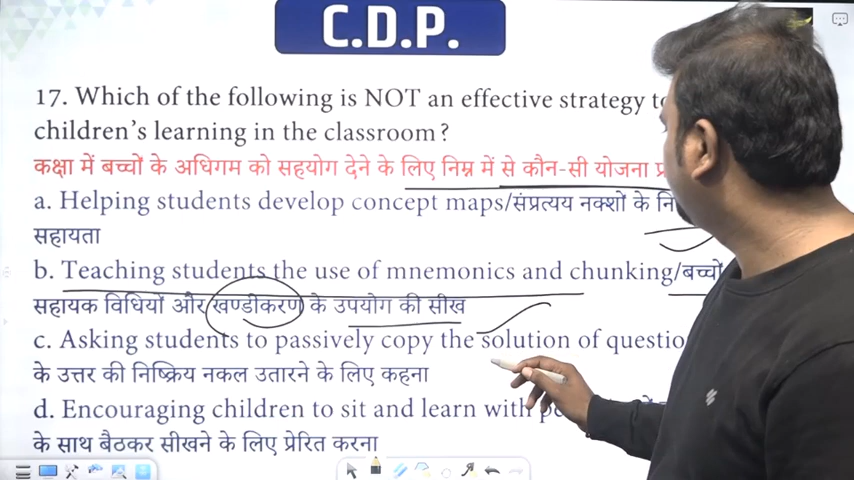 C.D.P.
17. Which of the following is NOT an effective strategy to
children's learning in the classroom?
कक्षा में बच्चों के अधिगम को सहयोग देने के लिए निम्न में से कौन-सी योजना
a. Helping students develop concept maps/संप्रत्यय नक्शों के
सहायता
b. Teaching students the use of mnemonics and chunking/बच्चों
सहायक विधियों और खण्डीकरण के उपयोग की सीख
c. Asking students to passively copy the solution of
के उत्तर की निष्क्रिय नकल उतारने के लिए कहना
d. Encouraging children to sit and learn with
के साथ बैठकर सीखने के लिए प्रेरित करना